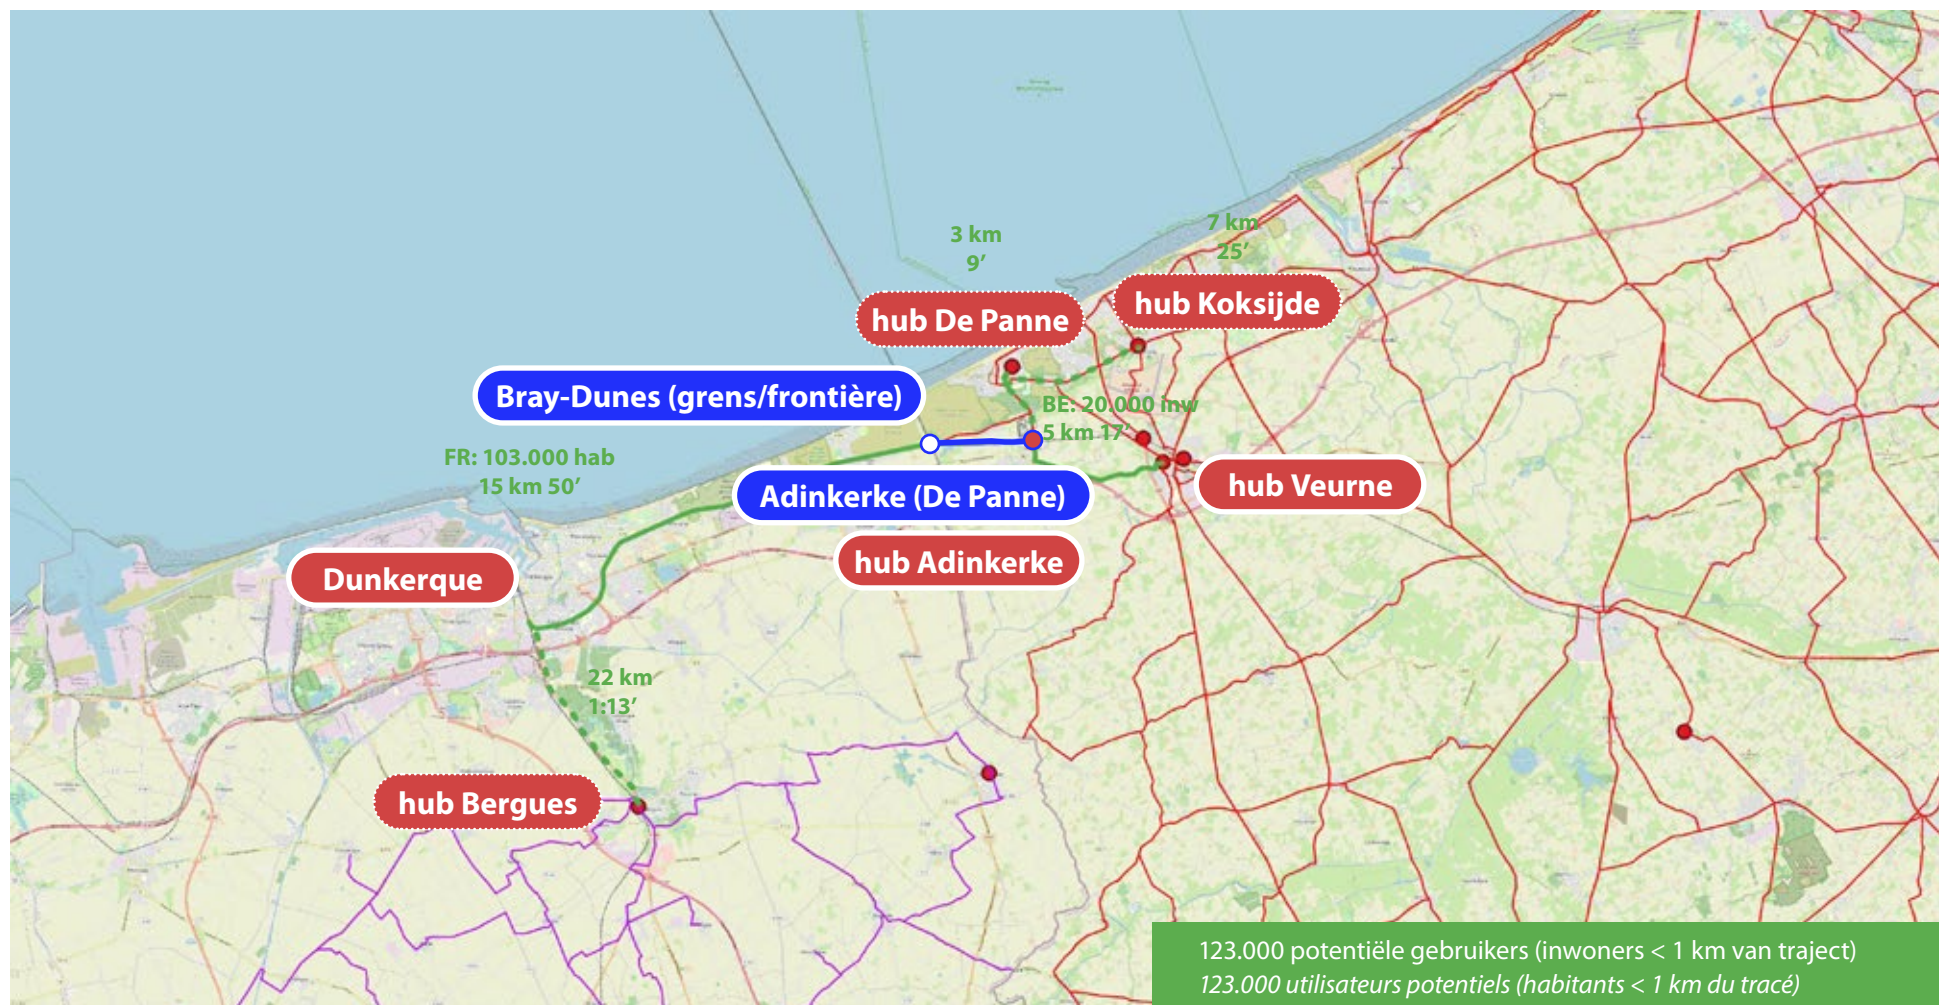 7 km
25’
3 km
9’
hub Koksijde
hub De Panne
Bray-Dunes (grens/frontière)
BE: 20.000 inw
5 km 17’
FR: 103.000 hab
15 km 50’
Adinkerke (De Panne)
hub Veurne
hub Adinkerke
Dunkerque
22 km
1:13’
hub Bergues
123.000 potentiële gebruikers (inwoners < 1 km van traject)
123.000 utilisateurs potentiels (habitants < 1 km du tracé)